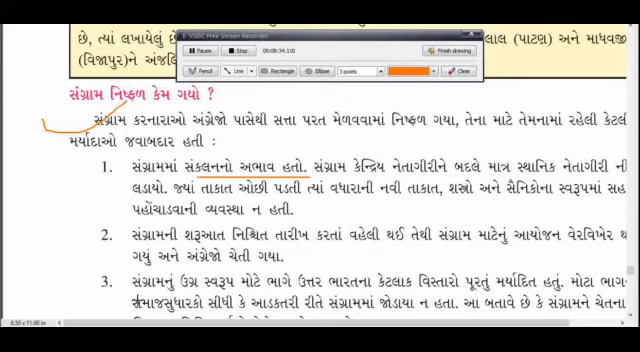 છે, ત્યાં લખાયેલું છે
લાલ (પાટણ) અને માધવજી
(વિજાપુર)ને અંજલિ
VSDC Free Screen Recorder
Pause Stop 00:08:34.110 Finish drawing
Pencil Line Rectangle Ellipse 3 pixels Clear
સંગ્રામ નિષ્ફળ કેમ ગયો ?
સંગ્રામ કરનારાઓ અંગ્રેજો પાસેથી સત્તા પરત મેળવવામાં નિષ્ફળ ગયા, તેના માટે તેમનામાં રહેલી કેટલી
મર્યાદાઓ જવાબદાર હતી :
1. સંગ્રામમાં સંકલનનો અભાવ હતો. સંગ્રામ કેન્દ્રિય નેતાગીરીને બદલે માત્ર સ્થાનિક નેતાગીરી ની
લડાયો. જ્યાં તાકાત ઓછી પડતી ત્યાં વધારાની નવી તાકાત, શસ્ત્રો અને સૈનિકોના સ્વરૂપમાં સહ
પહોંચાડવાની વ્યવસ્થા ન હતી.
2. સંગ્રામની શરૂઆત નિશ્ચિત તારીખ કરતાં વહેલી થઈ તેથી સંગ્રામ માટેનું આયોજન વેરવિખેર થ
ગયું અને અંગ્રેજો ચેતી ગયા.
3. સંગ્રામનું ઉગ્ર સ્વરૂપ મોટે ભાગે ઉત્તર ભારતના કેટલાક વિસ્તારો પૂરતું મર્યાદિત હતું. મોટા ભાગ
સમાજસુધારકો સીધી કે આડકતરી રીતે સંગ્રામમાં જોડાયા ન હતા. આ બતાવે છે કે સંગ્રામને ચેતના
8.50 x 11.00 in